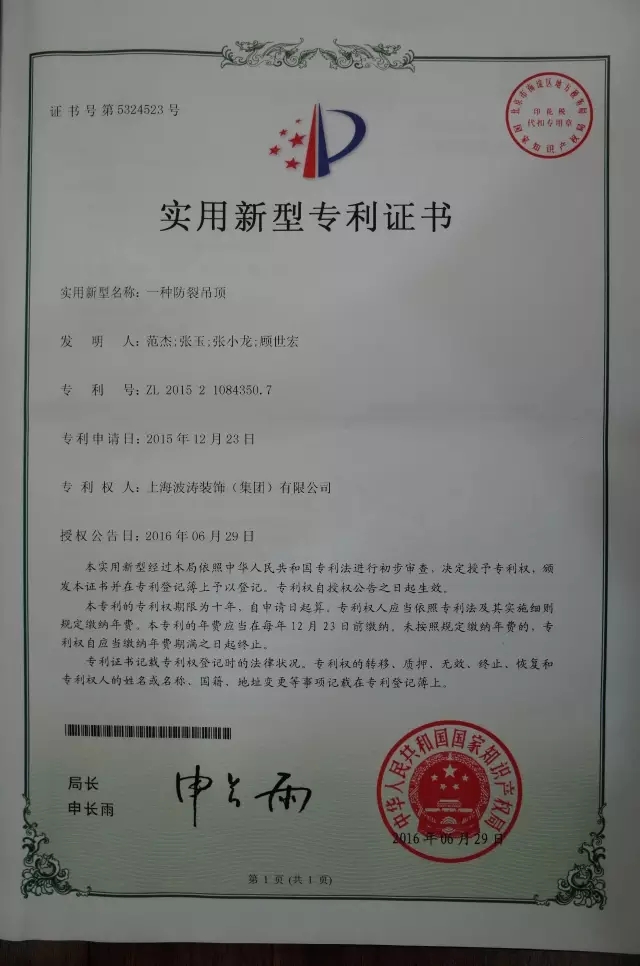 证书号第5324523号
印花税
代扣专用章
实用新型专利证书
实用新型名称：一种防裂吊顶
发明人：范杰;张玉;张小龙;顾世宏
专利号：ZL 2015 2 1084350.7
专利申请日：2015年12月23日
专利权人：上海波涛装饰（集团）有限公司
授权公告日：2016年06月29日
本实用新型经过本局依照中华人民共和国专利法进行初步审查，决定授予专利权，颁
发本证书并在专利登记簿上予以登记。专利权自授权公告之日起生效。
本专利的专利权期限为十年，自申请日起算。专利权人应当依照专利法及其实施细则
规定缴纳年费。本专利的年费应当在每年12月23日前缴纳。未按照规定缴纳年费的，专
利权自应当缴纳年费期满之日起终止。
专利证书记载专利权登记时的法律状况。专利权的转移、质押、无效、终止、恢复和
专利权人的姓名或名称、国籍、地址变更等事项记载在专利登记簿上。
局长
申长雨
申长雨
中华人民共和国国家知识产权局
2016年06月29日
第1页(共1页)